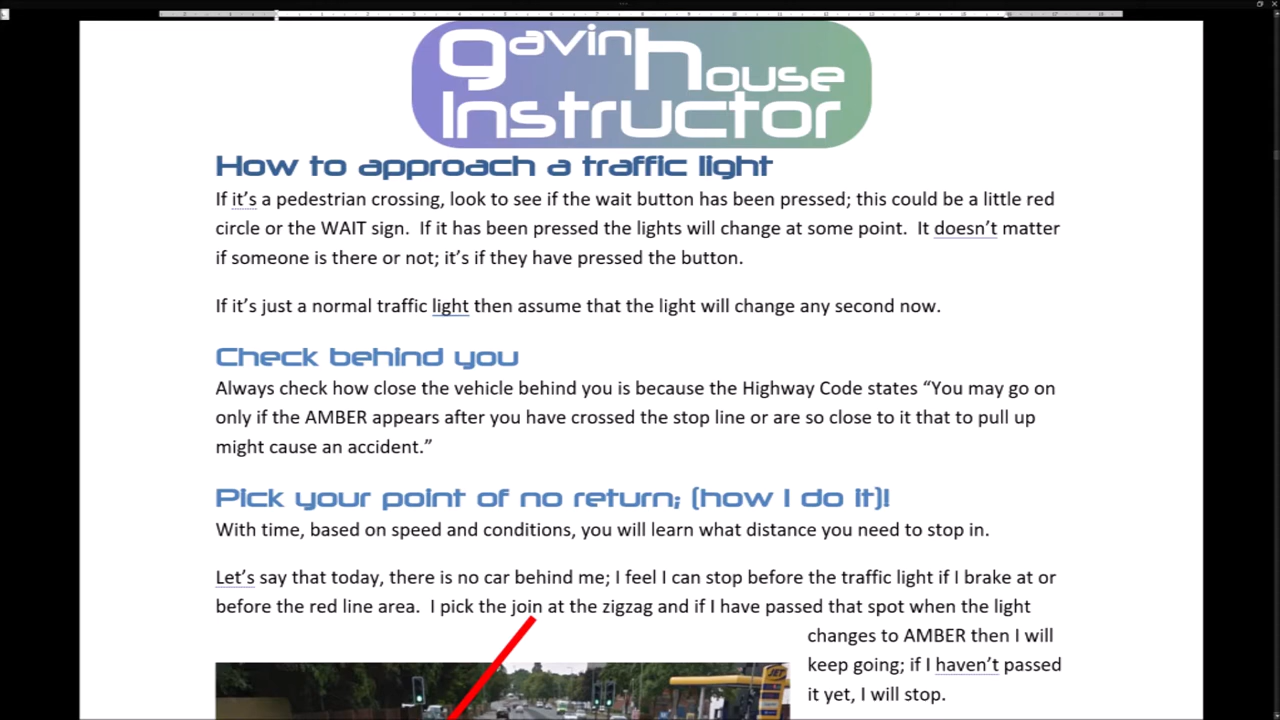 gavin house
Instructor
How to approach a traffic light
If it’s a pedestrian crossing, look to see if the wait button has been pressed; this could be a little red
circle or the WAIT sign.  If it has been pressed the lights will change at some point.  It doesn’t matter
if someone is there or not; it’s if they have pressed the button.
If it’s just a normal traffic light then assume that the light will change any second now.
Check behind you
Always check how close the vehicle behind you is because the Highway Code states “You may go on
only if the AMBER appears after you have crossed the stop line or are so close to it that to pull up
might cause an accident.”
Pick your point of no return; (how I do it)!
With time, based on speed and conditions, you will learn what distance you need to stop in.
Let’s say that today, there is no car behind me; I feel I can stop before the traffic light if I brake at or
before the red line area.  I pick the join at the zigzag and if I have passed that spot when the light
changes to AMBER then I will
keep going; if I haven’t passed
it yet, I will stop.
JET